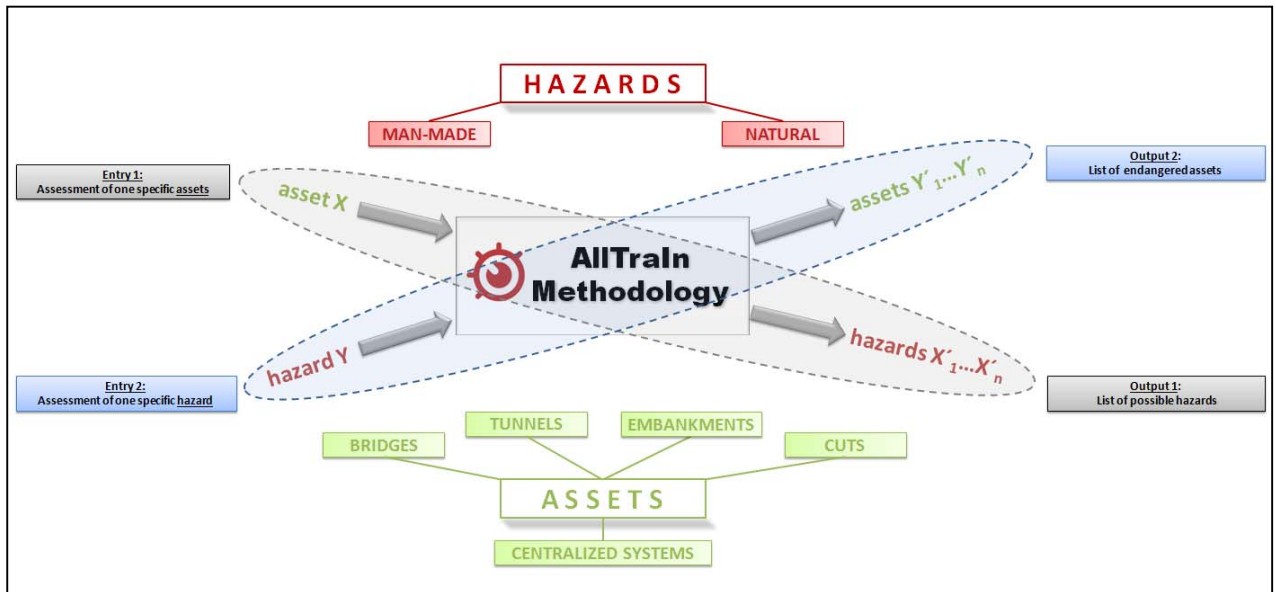 H A Z A R D S
MAN-MADE
NATURAL
Entry 1:
Assessment of one specific assets
Output 2:
List of endangered assets
asset X
assets Y´1...Y´n
AllTraIn
Methodology
hazard Y
hazards X´1...X´n
Entry 2:
Assessment of one specific hazard
Output 1:
List of possible hazards
TUNNELS
EMBANKMENTS
BRIDGES
CUTS
A S S E T S
CENTRALIZED SYSTEMS